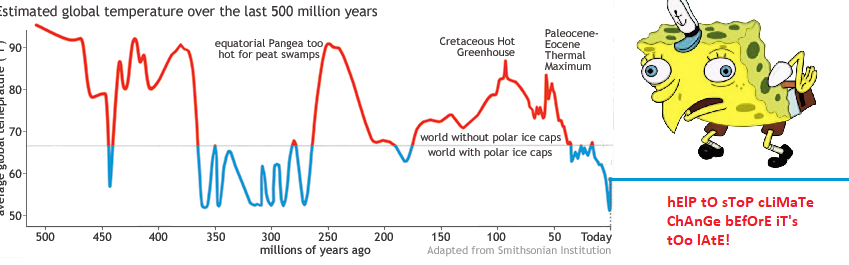 Estimated global temperature over the last 500 million years
average global temeprature (°F)
90
80
70
60
50
equatorial Pangea too
hot for peat swamps
Cretaceous Hot
Greenhouse
Paleocene-
Eocene
Thermal
Maximum
world without polar ice caps
world with polar ice caps
500
450
400
350
300
250
200
150
100
50
Today
millions of years ago
Adapted from Smithsonian Institution
hElP tO sToP cLiMaTe
ChAnGe bEfOrE iT's
tOo lAtE!